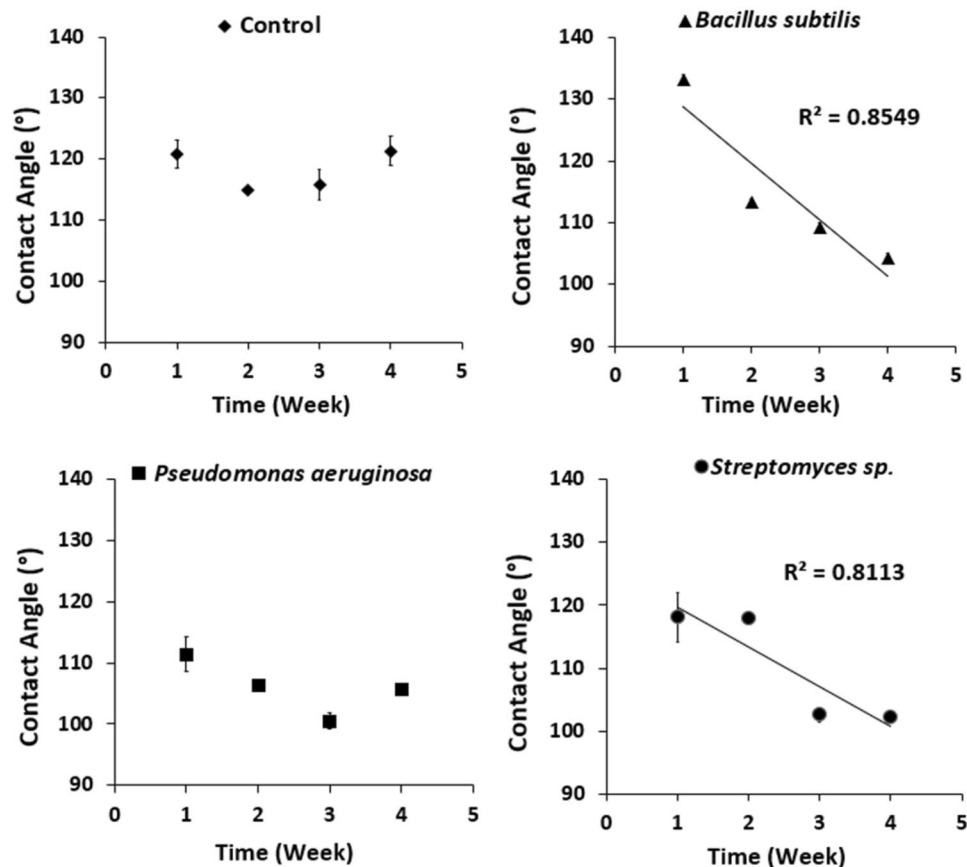 Control
Contact Angle (°)
140
130
120
110
100
90
0 1 2 3 4 5
Time (Week)
Bacillus subtilis
Contact Angle (°)
140
130
120
110
100
90
R² = 0.8549
0 1 2 3 4 5
Time (Week)
Pseudomonas aeruginosa
Contact Angle (°)
140
130
120
110
100
90
0 1 2 3 4 5
Time (Week)
Streptomyces sp.
Contact Angle (°)
140
130
120
110
100
90
R² = 0.8113
0 1 2 3 4 5
Time (Week)